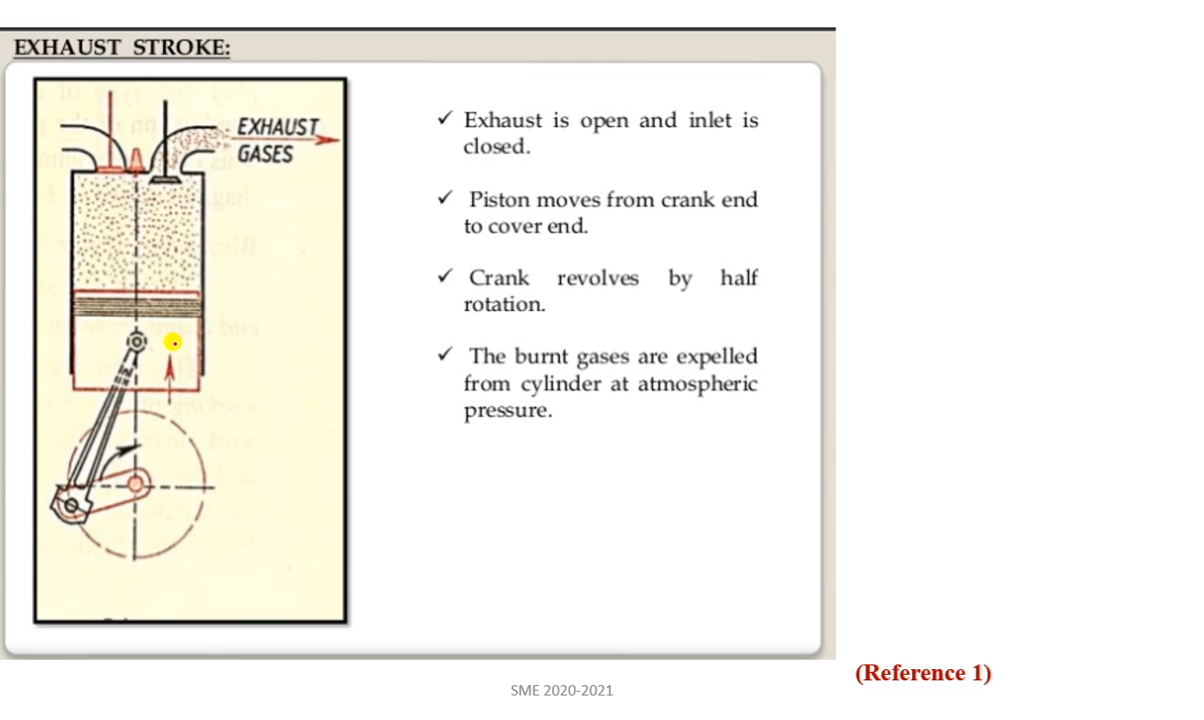 EXHAUST STROKE:
EXHAUST
GASES
✓ Exhaust is open and inlet is
closed.
✓ Piston moves from crank end
to cover end.
✓ Crank revolves by half
rotation.
✓ The burnt gases are expelled
from cylinder at atmospheric
pressure.
(Reference 1)
SME 2020-2021